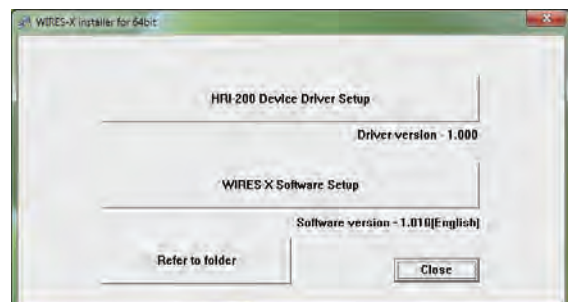 WIRES-X installer for 64bit
HRI-200 Device Driver Setup
Driver version - 1.000
WIRES-X Software Setup
Software version - 1.010[English]
Refer to folder
Close